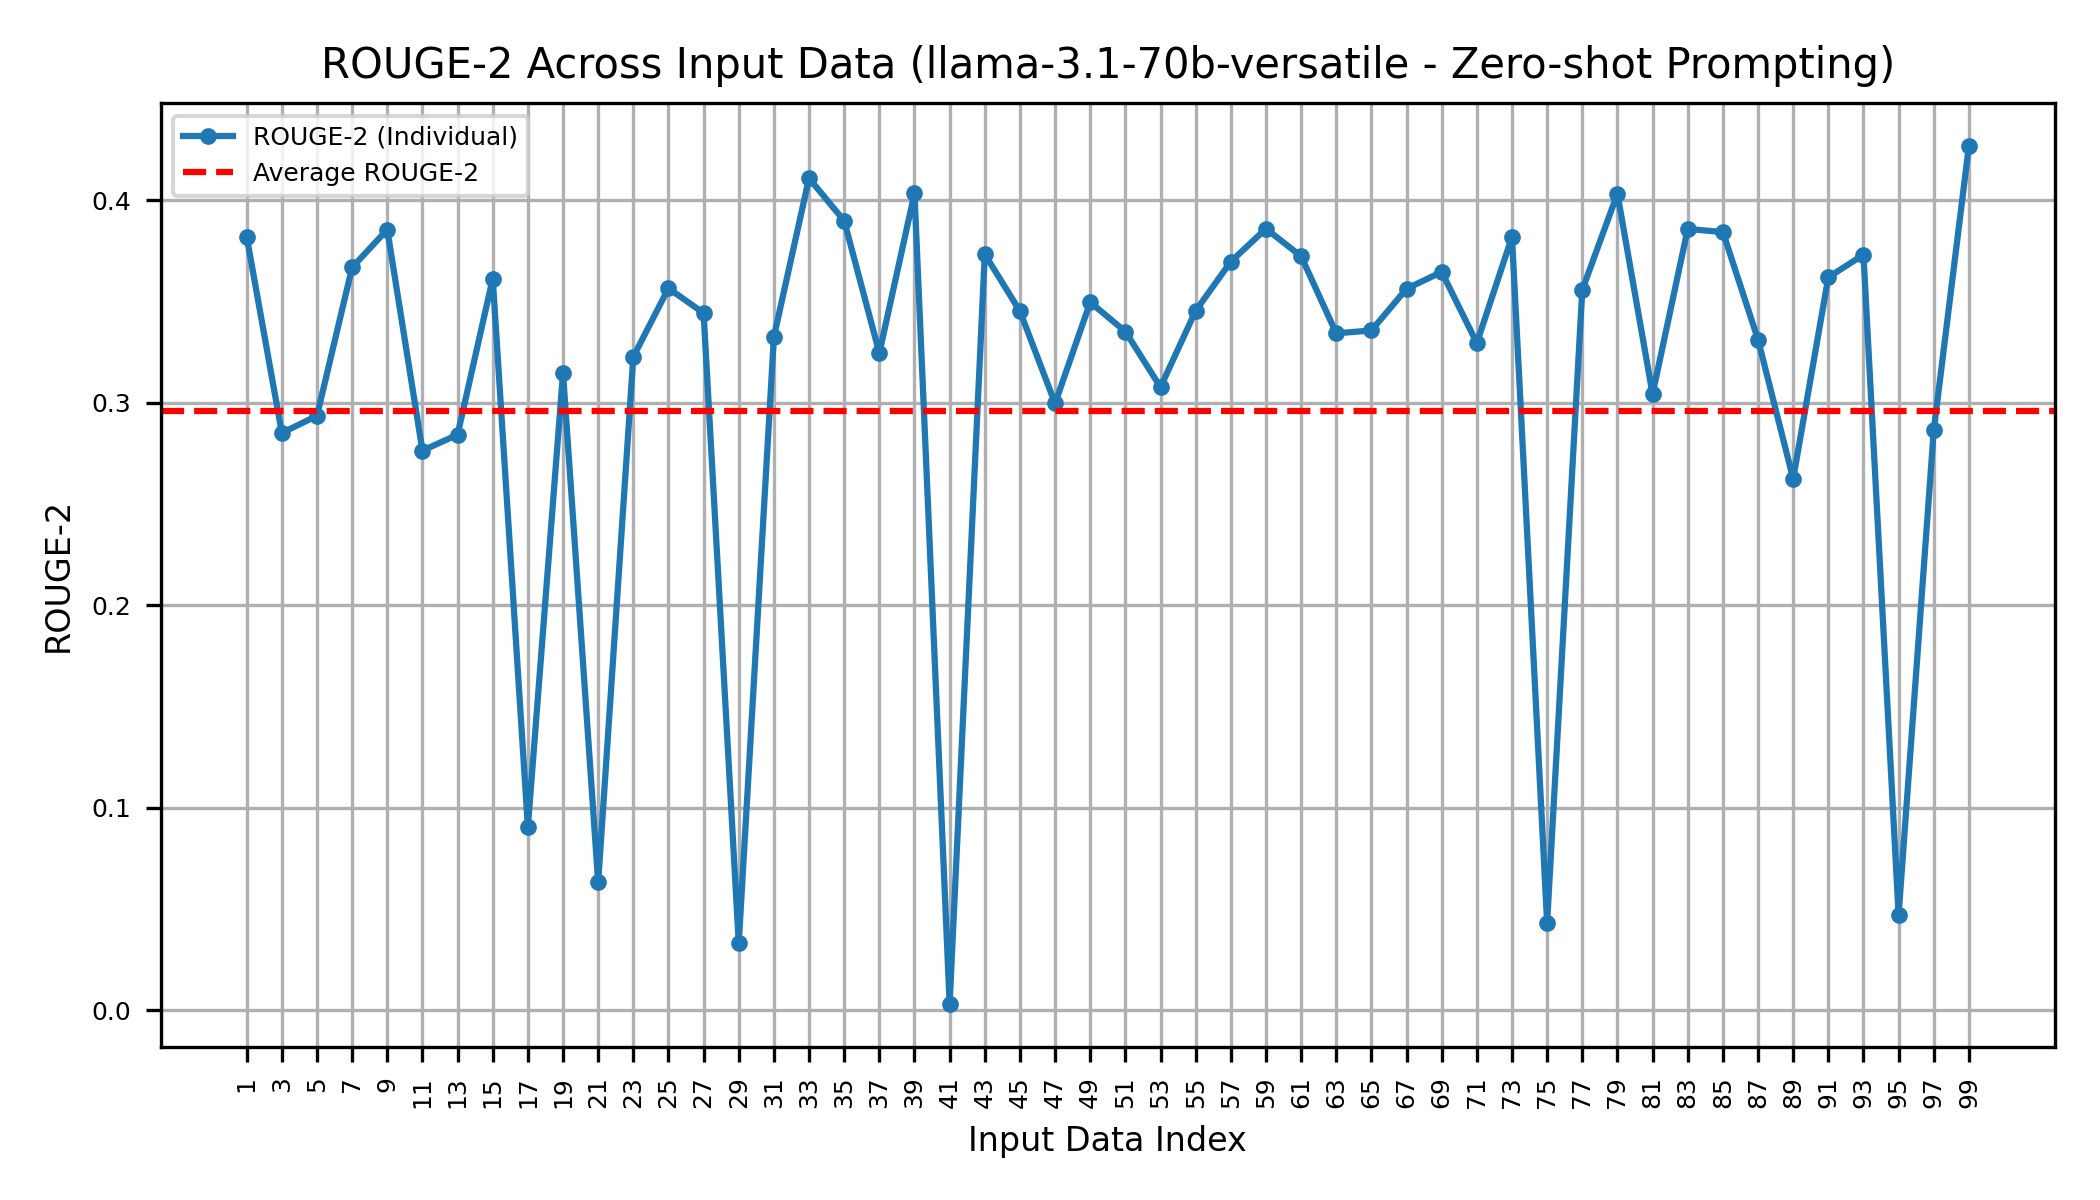 ROUGE-2 Across Input Data (llama-3.1-70b-versatile - Zero-shot Prompting)
ROUGE-2 (Individual)
Average ROUGE-2
0.4
0.3
0.2
0.1
0.0
ROUGE-2
1 3 5 7 9 11 13 15 17 19 21 23 25 27 29 31 33 35 37 39 41 43 45 47 49 51 53 55 57 59 61 63 65 67 69 71 73 75 77 79 81 83 85 87 89 91 93 95 97 99
Input Data Index